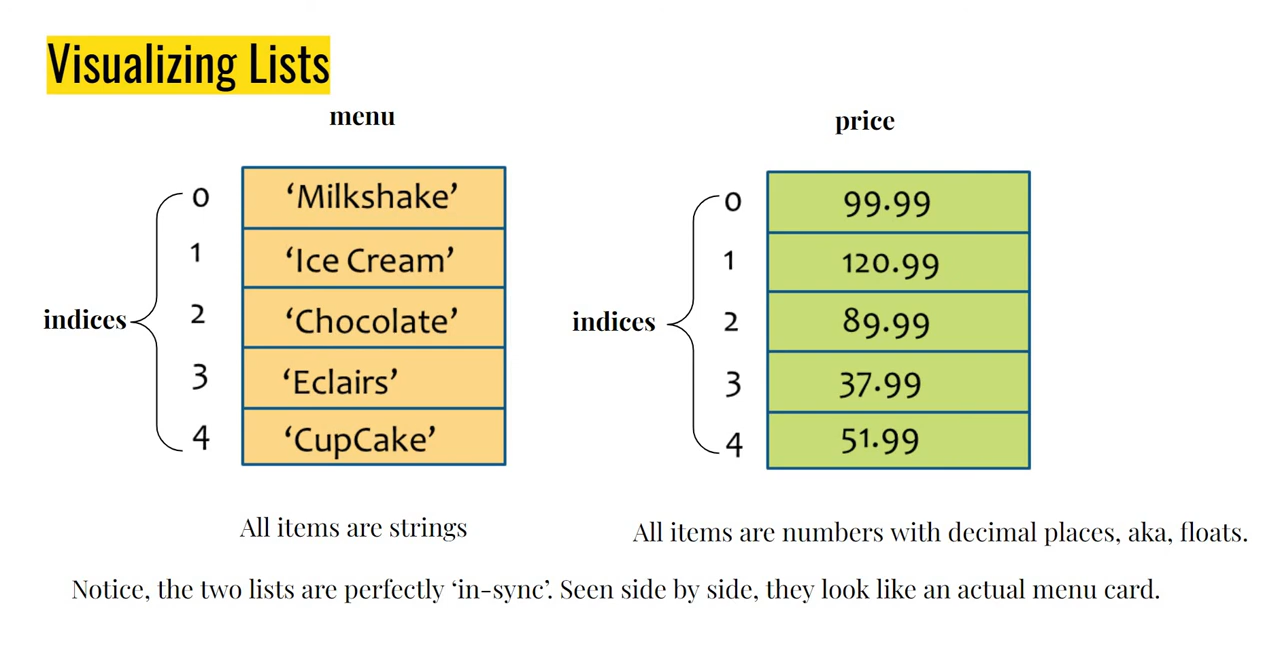 Visualizing Lists
menu
price
indices
0 ‘Milkshake’
1 ‘Ice Cream’
2 ‘Chocolate’
3 ‘Eclairs’
4 ‘CupCake’
indices
0 99.99
1 120.99
2 89.99
3 37.99
4 51.99
All items are strings
All items are numbers with decimal places, aka, floats.
Notice, the two lists are perfectly ‘in-sync’. Seen side by side, they look like an actual menu card.